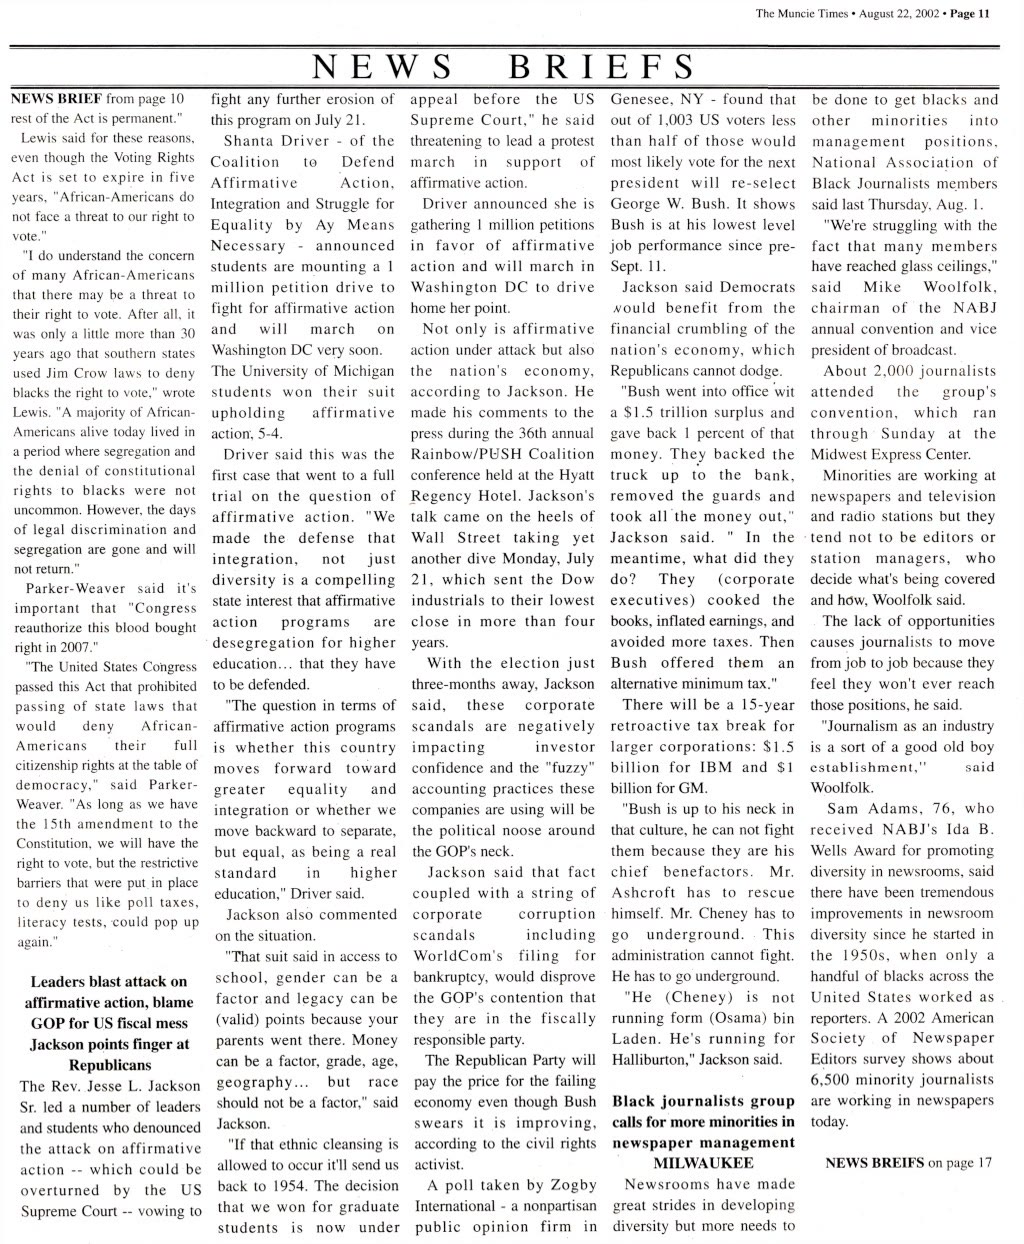 The Muncie Times • August 22, 2002 • Page 11
NEWS BRIEFS
NEWS BRIEF from page 10
rest of the Act is permanent."
Lewis said for these reasons,
even though the Voting Rights
Act is set to expire in five
years, "African-Americans do
not face a threat to our right to
vote."
"I do understand the concern
of many African-Americans
that there may be a threat to
their right to vote. After all, it
was only a little more than 30
years ago that southern states
used Jim Crow laws to deny
blacks the right to vote," wrote
Lewis. "A majority of African-
Americans alive today lived in
a period where segregation and
the denial of constitutional
rights to blacks were not
uncommon. However, the days
of legal discrimination and
segregation are gone and will
not return."
Parker-Weaver said it's
important that "Congress
reauthorize this blood bought
right in 2007."
"The United States Congress
passed this Act that prohibited
passing of state laws that
would deny African-
Americans their full
citizenship rights at the table of
democracy," said Parker-
Weaver. "As long as we have
the 15th amendment to the
Constitution, we will have the
right to vote, but the restrictive
barriers that were put in place
to deny us like poll taxes,
literacy tests, could pop up
again."
Leaders blast attack on
affirmative action, blame
GOP for US fiscal mess
Jackson points finger at
Republicans
The Rev. Jesse L. Jackson
Sr. led a number of leaders
and students who denounced
the attack on affirmative
action -- which could be
overturned by the US
Supreme Court -- vowing to
fight any further erosion of
this program on July 21.
Shanta Driver - of the
Coalition to Defend
Affirmative Action,
Integration and Struggle for
Equality by Ay Means
Necessary - announced
students are mounting a 1
million petition drive to
fight for affirmative action
and will march on
Washington DC very soon.
The University of Michigan
students won their suit
upholding affirmative
action, 5-4.
Driver said this was the
first case that went to a full
trial on the question of
affirmative action. "We
made the defense that
integration, not just
diversity is a compelling
state interest that affirmative
action programs are
desegregation for higher
education... that they have
to be defended.
"The question in terms of
affirmative action programs
is whether this country
moves forward toward
greater equality and
integration or whether we
move backward to separate,
but equal, as being a real
standard in higher
education," Driver said.
Jackson also commented
on the situation.
"That suit said in access to
school, gender can be a
factor and legacy can be
(valid) points because your
parents went there. Money
can be a factor, grade, age,
geography... but race
should not be a factor," said
Jackson.
"If that ethnic cleansing is
allowed to occur it'll send us
back to 1954. The decision
that we won for graduate
students is now under
appeal before the US
Supreme Court," he said
threatening to lead a protest
march in support of
affirmative action.
Driver announced she is
gathering 1 million petitions
in favor of affirmative
action and will march in
Washington DC to drive
home her point.
Not only is affirmative
action under attack but also
the nation's economy,
according to Jackson. He
made his comments to the
press during the 36th annual
Rainbow/PUSH Coalition
conference held at the Hyatt
Regency Hotel. Jackson's
talk came on the heels of
Wall Street taking yet
another dive Monday, July
21, which sent the Dow
industrials to their lowest
close in more than four
years.
With the election just
three-months away, Jackson
said, these corporate
scandals are negatively
impacting investor
confidence and the "fuzzy"
accounting practices these
companies are using will be
the political noose around
the GOP's neck.
Jackson said that fact
coupled with a string of
corporate corruption
scandals including
WorldCom's filing for
bankruptcy, would disprove
the GOP's contention that
they are in the fiscally
responsible party.
The Republican Party will
pay the price for the failing
economy even though Bush
swears it is improving,
according to the civil rights
activist.
A poll taken by Zogby
International - a nonpartisan
public opinion firm in
Genesee, NY - found that
out of 1,003 US voters less
than half of those would
most likely vote for the next
president will re-select
George W. Bush. It shows
Bush is at his lowest level
job performance since pre-
Sept. 11.
Jackson said Democrats
would benefit from the
financial crumbling of the
nation's economy, which
Republicans cannot dodge.
"Bush went into office wit
a $1.5 trillion surplus and
gave back 1 percent of that
money. They backed the
truck up to the bank,
removed the guards and
took all the money out,"
Jackson said. " In the
meantime, what did they
do? They (corporate
executives) cooked the
books, inflated earnings, and
avoided more taxes. Then
Bush offered them an
alternative minimum tax."
There will be a 15-year
retroactive tax break for
larger corporations: $1.5
billion for IBM and $1
billion for GM.
"Bush is up to his neck in
that culture, he can not fight
them because they are his
chief benefactors. Mr.
Ashcroft has to rescue
himself. Mr. Cheney has to
go underground. This
administration cannot fight.
He has to go underground.
"He (Cheney) is not
running form (Osama) bin
Laden. He's running for
Halliburton," Jackson said.
Black journalists group
calls for more minorities in
newspaper management
MILWAUKEE
Newsrooms have made
great strides in developing
diversity but more needs to
be done to get blacks and
other minorities into
management positions,
National Association of
Black Journalists members
said last Thursday, Aug. 1.
"We're struggling with the
fact that many members
have reached glass ceilings,"
said Mike Woolfolk,
chairman of the NABJ
annual convention and vice
president of broadcast.
About 2,000 journalists
attended the group's
convention, which ran
through Sunday at the
Midwest Express Center.
Minorities are working at
newspapers and television
and radio stations but they
tend not to be editors or
station managers, who
decide what's being covered
and how, Woolfolk said.
The lack of opportunities
causes journalists to move
from job to job because they
feel they won't ever reach
those positions, he said.
"Journalism as an industry
is a sort of a good old boy
establishment," said
Woolfolk.
Sam Adams, 76, who
received NABJ's Ida B.
Wells Award for promoting
diversity in newsrooms, said
there have been tremendous
improvements in newsroom
diversity since he started in
the 1950s, when only a
handful of blacks across the
United States worked as
reporters. A 2002 American
Society of Newspaper
Editors survey shows about
6,500 minority journalists
are working in newspapers
today.
NEWS BREIFS on page 17